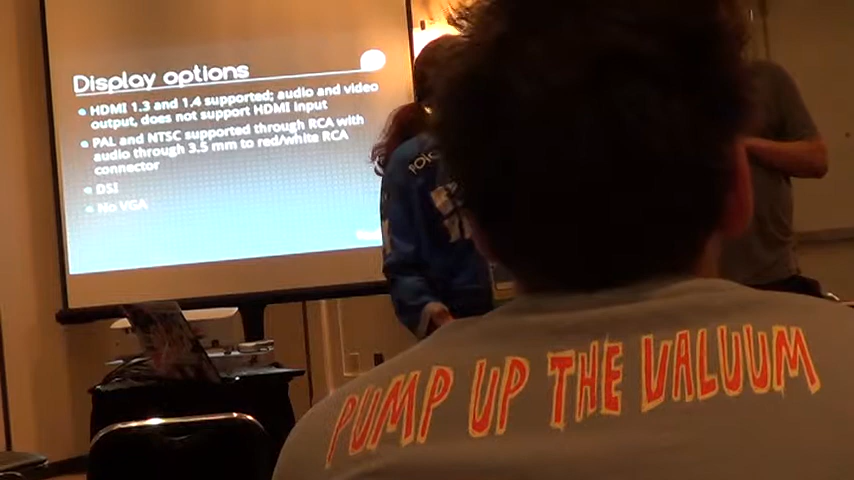 Display options
HDMI 1.3 and 1.4 supported; audio and video
output, does not support HDMI input
PAL and NTSC supported through RCA with
audio through 3.5 mm to red/white RCA
connector
DSI
No VGA
PUMP UP THE VALUUM